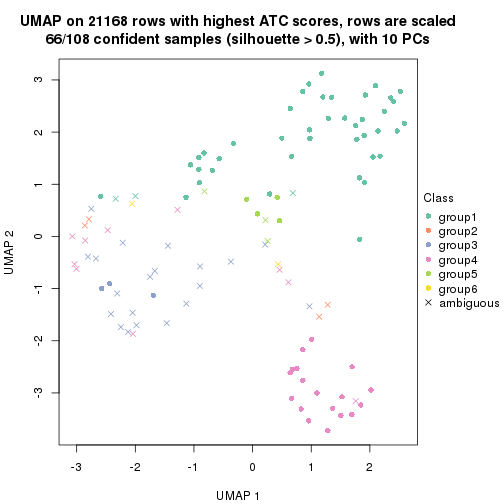 UMAP on 21168 rows with highest ATC scores, rows are scaled
66/108 confident samples (silhouette > 0.5), with 10 PCs
3
2
1
0
-1
-2
-3
UMAP 2
-3
-2
-1
0
1
2
UMAP 1
Class
group1
group2
group3
group4
group5
group6
ambiguous